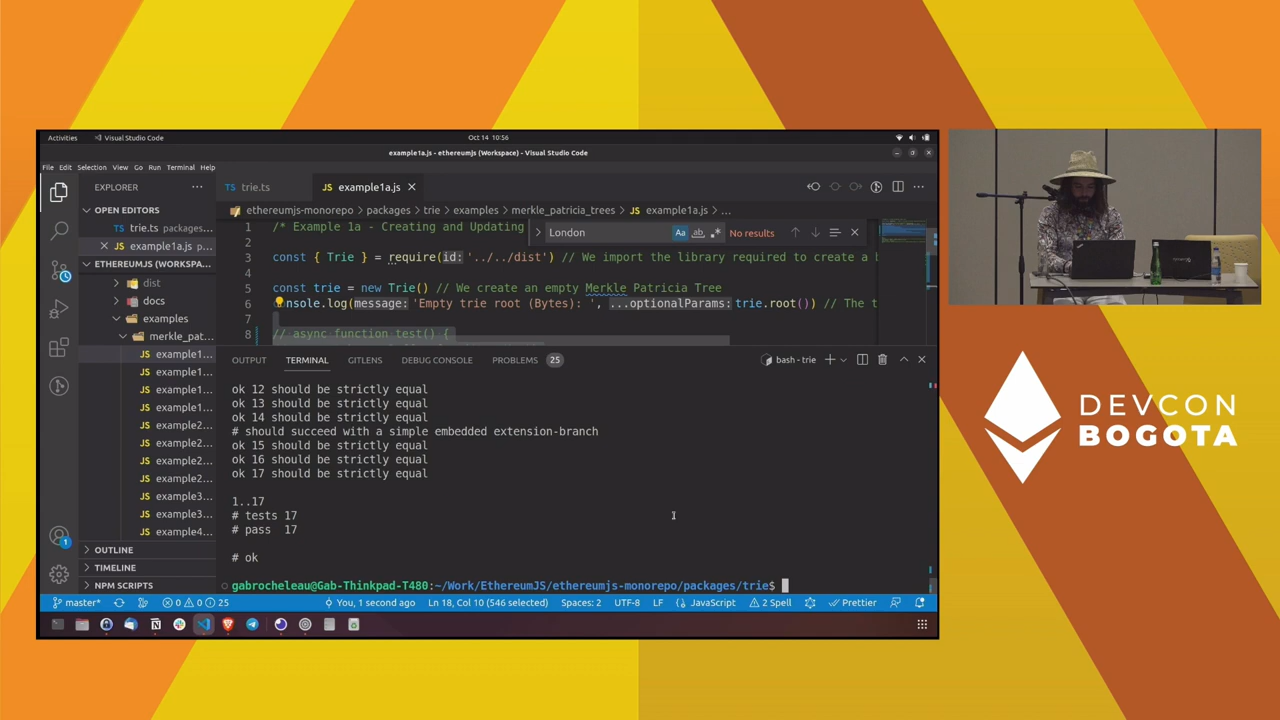 Activities
Visual Studio Code
Oct 14 10:56
example1a.js - ethereumjs (Workspace) - Visual Studio Code
File Edit Selection View Go Run Terminal Help
EXPLORER
trie.ts
JS example1a.js
ethereumjs-monorepo > packages > trie > examples > merkle_patricia_trees > JS example1a.js > ...
OPEN EDITORS
trie.ts packages...
JS example1a.js p...
ETHEREUMJS (WORKSPA...
dist
docs
examples
merkle_pat...
JS example1...
JS example1...
JS example1...
JS example1...
JS example2...
JS example2...
JS example2...
JS example2...
JS example3...
JS example3...
JS example4...
OUTLINE
TIMELINE
NPM SCRIPTS
London
Aa
ab
No results
1 /* Example 1a - Creating and Updating
2
3 const { Trie } = require(id:'../../dist') // We import the library required to create a b
4
5 const trie = new Trie() // We create an empty Merkle Patricia Tree
6 nsole.log(message:'Empty trie root (Bytes): ', ...optionalParams:trie.root()) // The t
7
8 // async function test() {
OUTPUT TERMINAL GITLENS DEBUG CONSOLE PROBLEMS 25
bash - trie
ok 12 should be strictly equal
ok 13 should be strictly equal
ok 14 should be strictly equal
# should succeed with a simple embedded extension-branch
ok 15 should be strictly equal
ok 16 should be strictly equal
ok 17 should be strictly equal
1..17
# tests 17
# pass 17
# ok
gabrocheleau@Gab-Thinkpad-T480:~/Work/EthereumJS/ethereumjs-monorepo/packages/trie$
1
master* 0 0 25 You, 1 second ago Ln 18, Col 10 (546 selected) Spaces: 2 UTF-8 LF JavaScript 2 Spell Prettier
DEVCON
BOGOTA